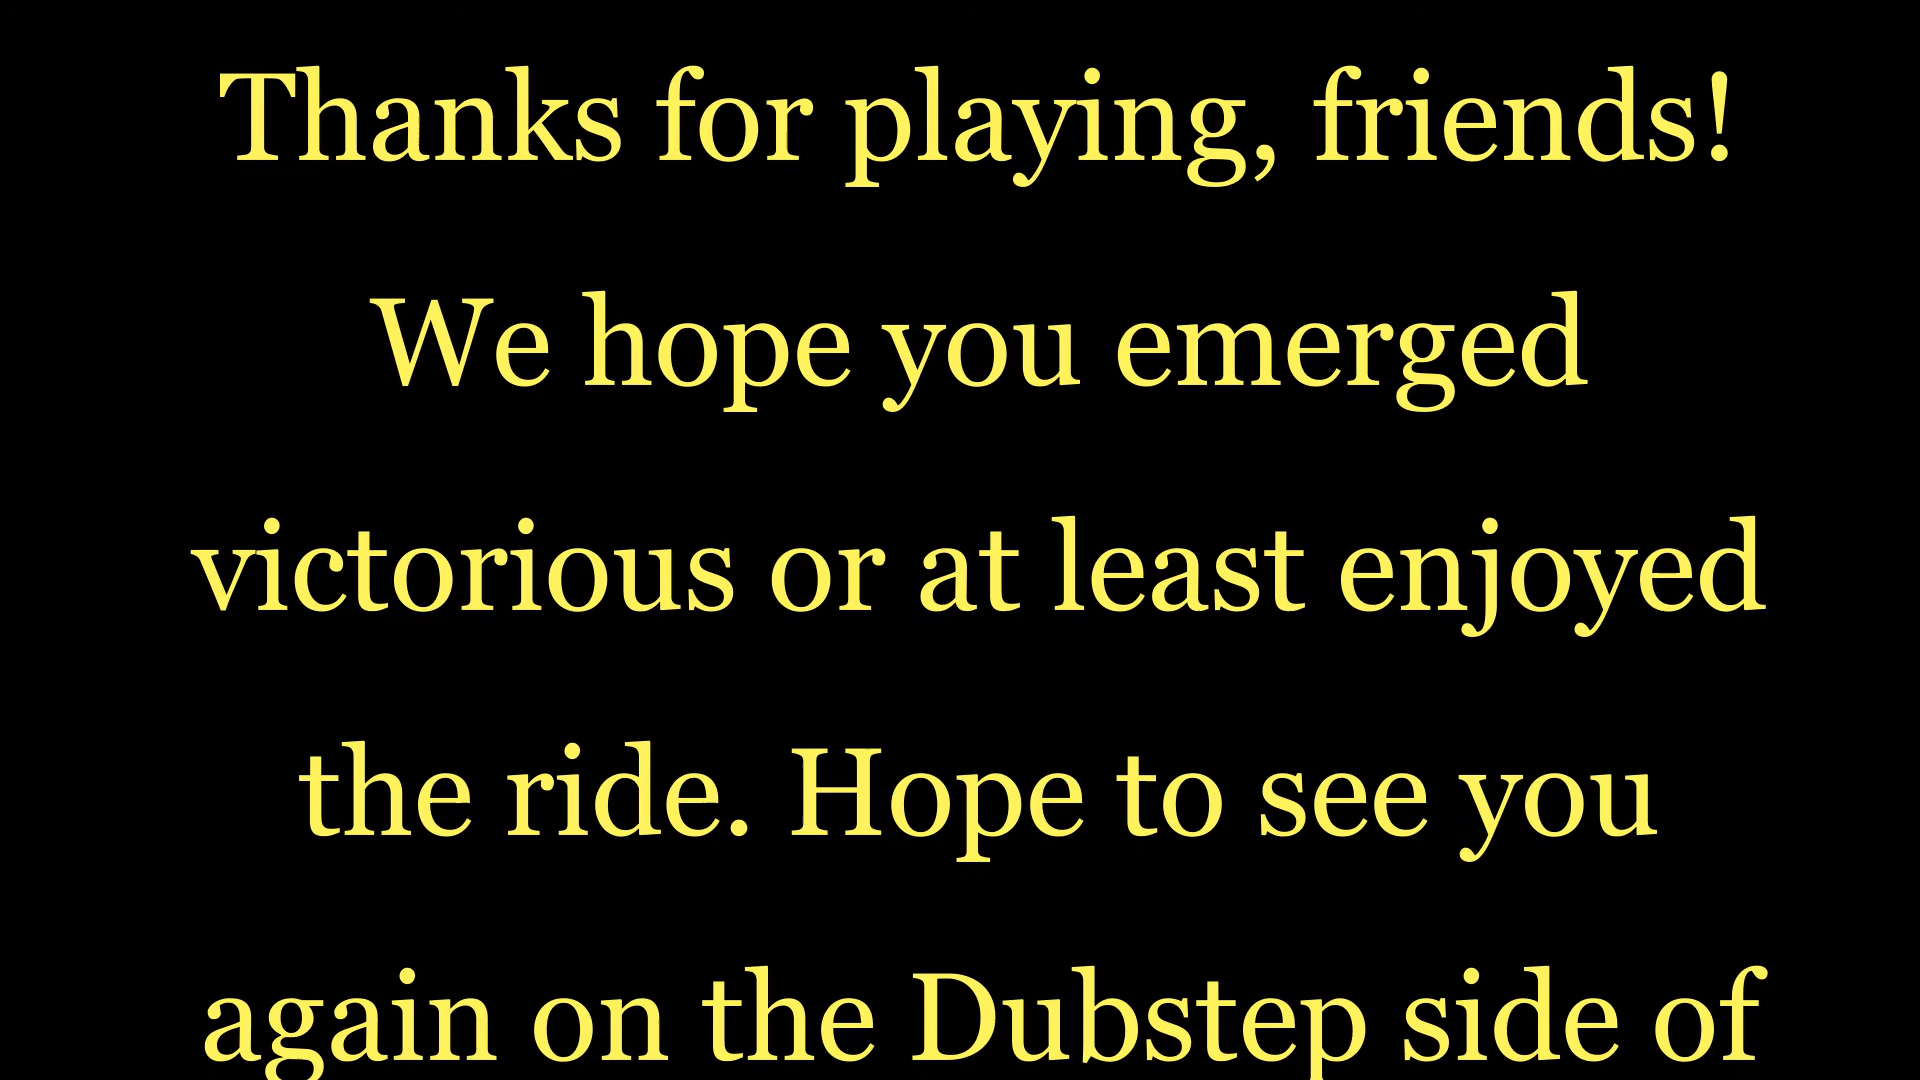 Thanks for playing, friends!
We hope you emerged
victorious or at least enjoyed
the ride. Hope to see you
again on the Dubstep side of